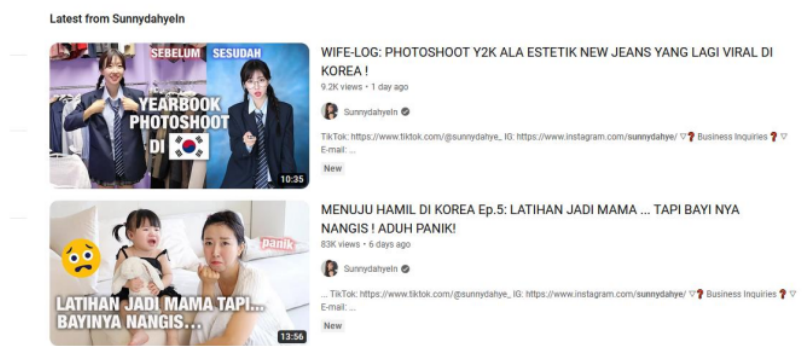 Latest from SunnydahyeIn
SEBELUM SESUDAH
YEARBOOK
PHOTOSHOOT
DI
10:35
WIFE-LOG: PHOTOSHOOT Y2K ALA ESTETIK NEW JEANS YANG LAGI VIRAL DI
KOREA !
9.2K views • 1 day ago
SunnydahyeIn
TikTok: https://www.tiktok.com/@sunnydahye_ IG: https://www.instagram.com/sunnydahye/ ▽❓ Business Inquiries ❓▽
E-mail: ...
New
panik
LATIHAN JADI MAMA TAPI...
BAYINYA NANGIS...
13:56
MENUJU HAMIL DI KOREA Ep.5: LATIHAN JADI MAMA ... TAPI BAYI NYA
NANGIS ! ADUH PANIK!
83K views • 6 days ago
SunnydahyeIn
... TikTok: https://www.tiktok.com/@sunnydahye_ IG: https://www.instagram.com/sunnydahye/ ▽❓ Business Inquiries ❓▽
E-mail: ...
New